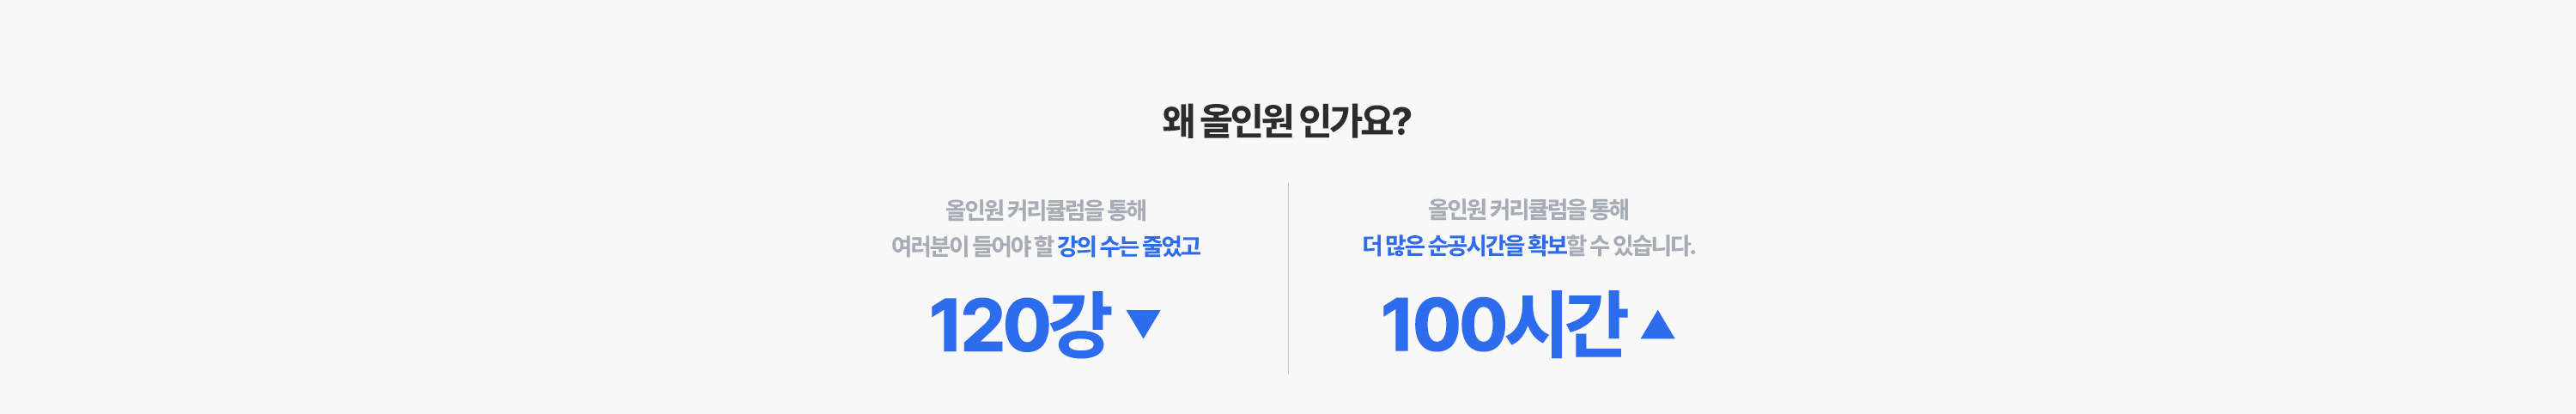 왜 올인원 인가요?
올인원 커리큘럼을 통해
여러분이 들어야 할 강의 수는 줄었고
120강 ▼
올인원 커리큘럼을 통해
더 많은 순공시간을 확보할 수 있습니다.
100시간 ▲